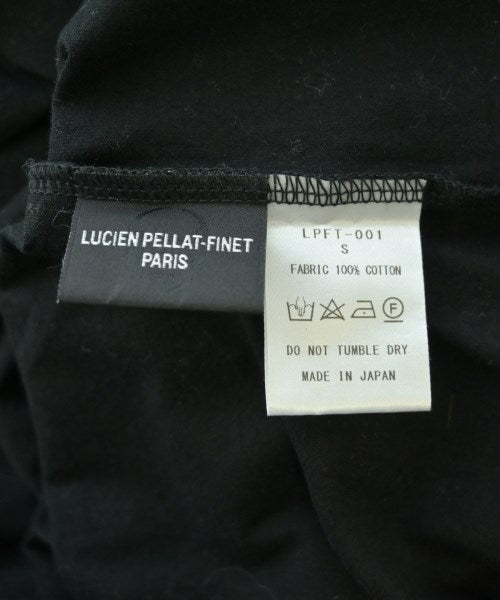 LUCIEN PELLAT-FINET
PARIS
LPFT-001
S
FABRIC 100% COTTON
F
DO NOT TUMBLE DRY
MADE IN JAPAN